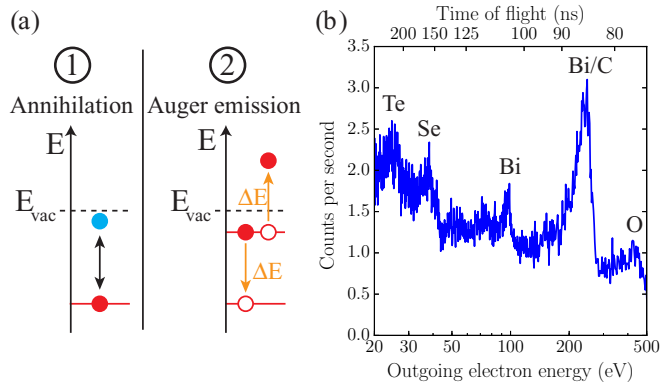 (a)
1
Annihilation
E
E_vac
2
Auger emission
E
E_vac
ΔE
ΔE
(b)
Time of flight (ns)
200 150 125 100 90 80
Counts per second
3.5
3.0
2.5
2.0
1.5
1.0
0.5
0.0
Te
Se
Bi
Bi/C
O
20 50 100 200 500
Outgoing electron energy (eV)